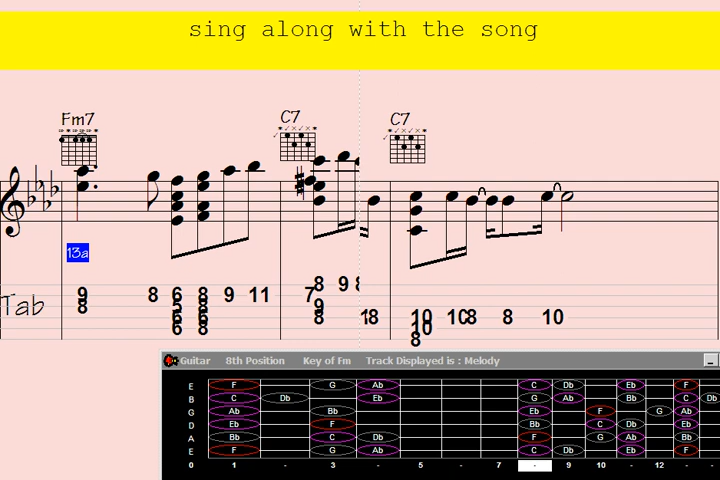 sing along with the song
Fm7 C7 C7
13a
9 8 6 8 9 11 7 8 9 8
8 5 8 9
6 6 8 8 18 10 10 8 8 10
6 8 10
8
Tab
Guitar 8th Position Key of Fm Track Displayed is : Melody
E F G Ab C Db Eb F
B C Db Eb G Ab Bb C Db
G Ab Bb Eb F G Ab
D Eb F Bb C Db Eb
A Bb C Db F G Ab Bb
E F G Ab C Db Eb F
0 1 - 3 - 5 - 7 - 9 10 - 12 - -